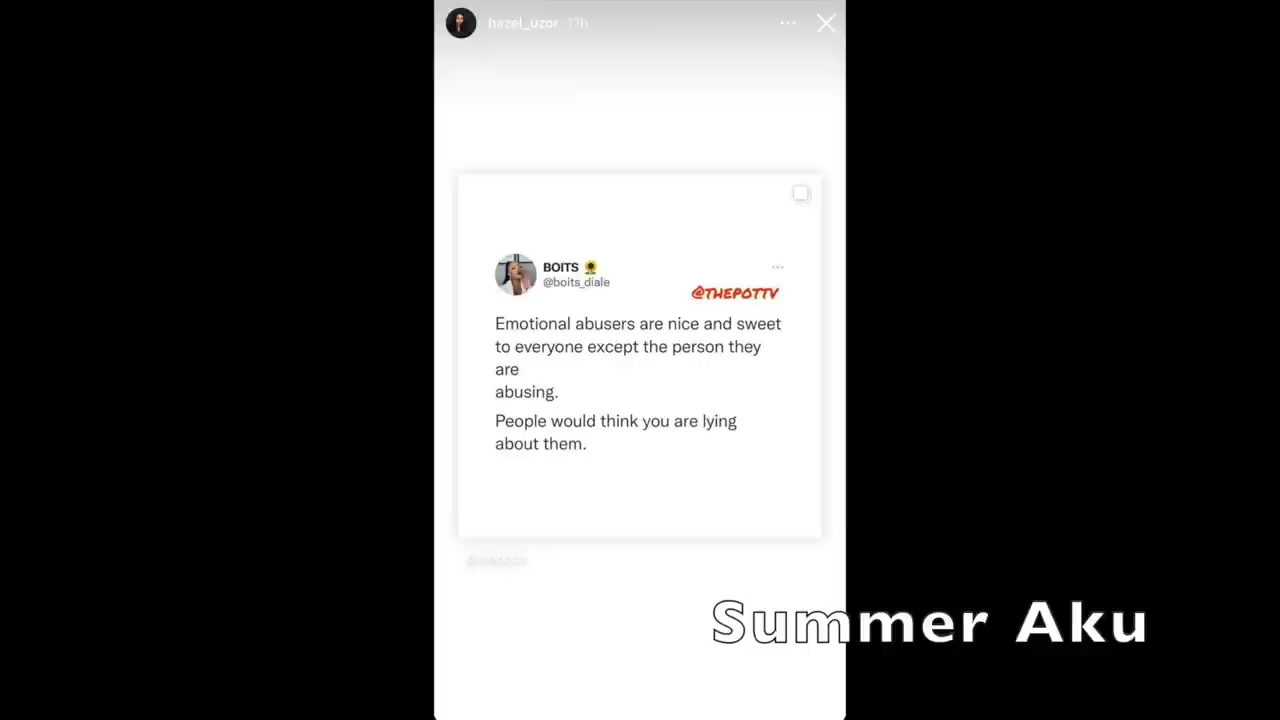 hazel_uzor 17h
BOITS
@boits_diale
@THEPOTTV
Emotional abusers are nice and sweet
to everyone except the person they
are
abusing.
People would think you are lying
about them.
Summer Aku